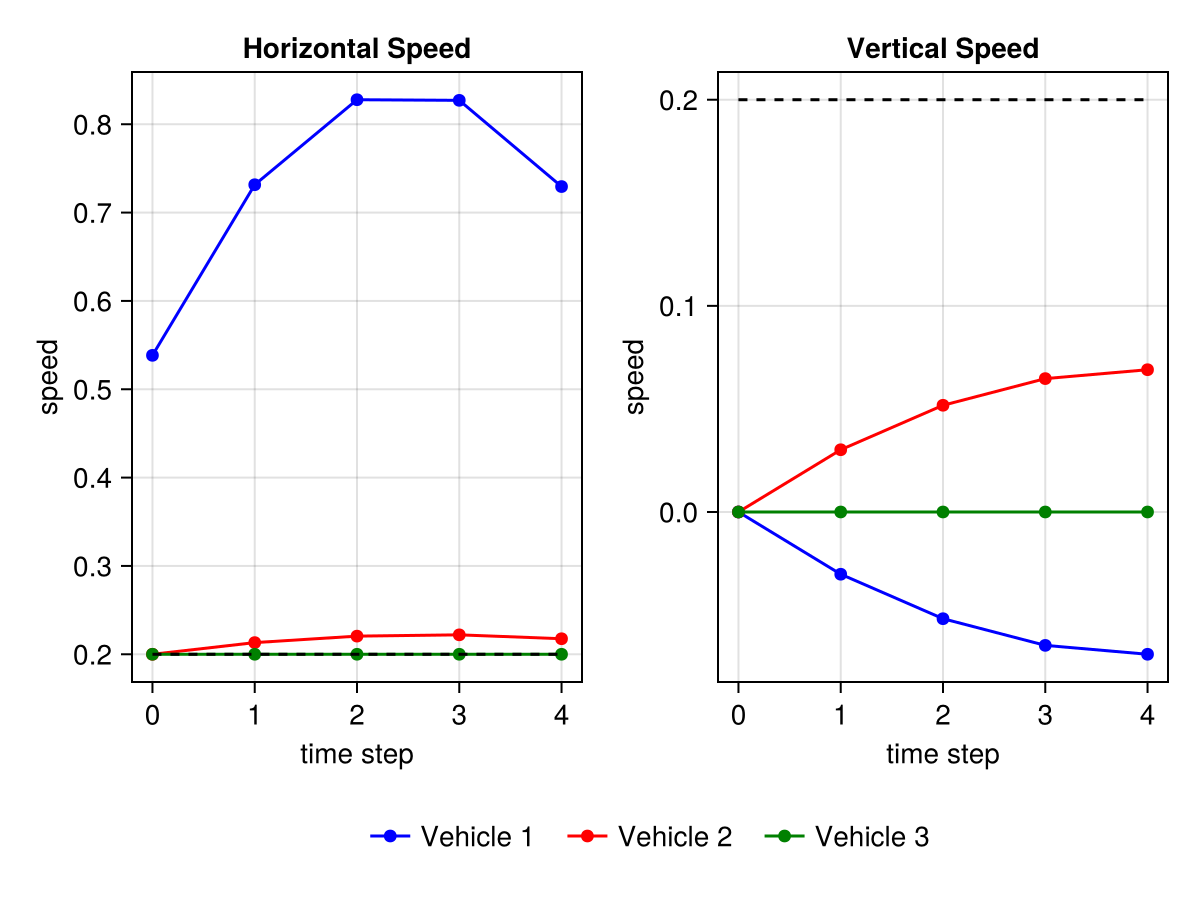 Horizontal Speed
Vertical Speed
speed
0.8
0.7
0.6
0.5
0.4
0.3
0.2
0
1
2
3
4
time step
speed
0.2
0.1
0.0
0
1
2
3
4
time step
Vehicle 1
Vehicle 2
Vehicle 3